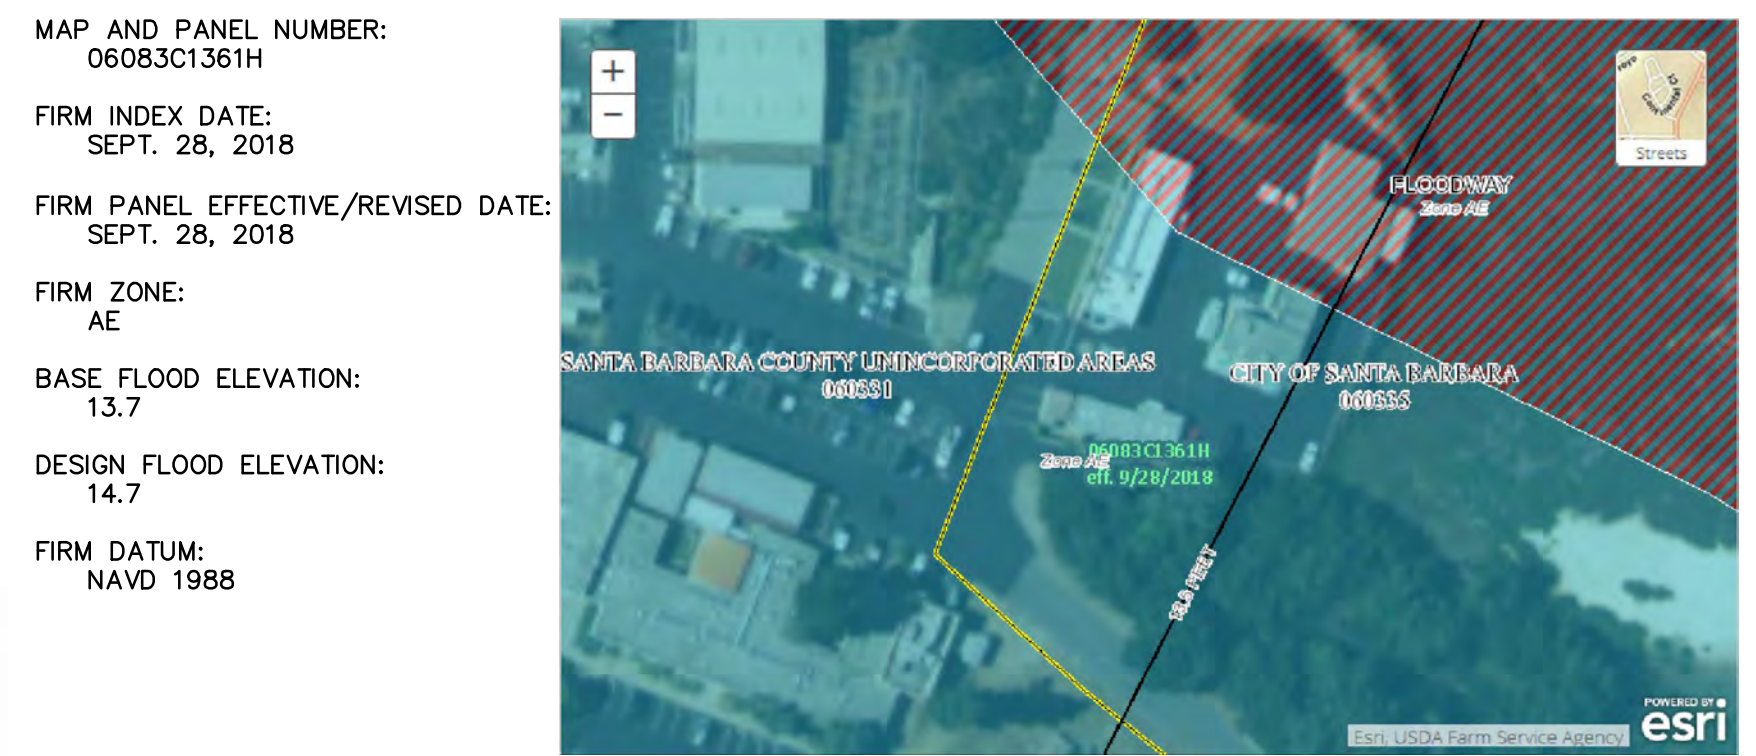 MAP AND PANEL NUMBER:
06083C1361H
FIRM INDEX DATE:
SEPT. 28, 2018
FIRM PANEL EFFECTIVE/REVISED DATE:
SEPT. 28, 2018
FIRM ZONE:
AE
BASE FLOOD ELEVATION:
13.7
DESIGN FLOOD ELEVATION:
14.7
FIRM DATUM:
NAVD 1988
+
−
Streets
FLOODWAY
Zone AE
SANTA BARBARA COUNTY UNINCORPORATED AREAS
060331
CITY OF SANTA BARBARA
060335
06083C1361H
Zone AE
eff. 9/28/2018
FEET
POWERED BY
esri
Esri, USDA Farm Service Agency